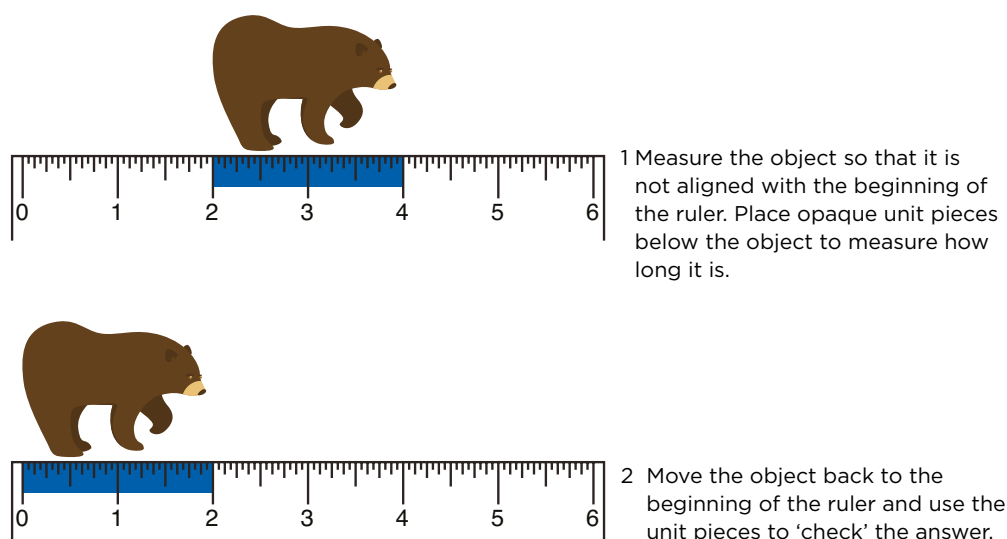 0 1 2 3 4 5 6
1 Measure the object so that it is
not aligned with the beginning of
the ruler. Place opaque unit pieces
below the object to measure how
long it is.
0 1 2 3 4 5 6
2 Move the object back to the
beginning of the ruler and use the
unit pieces to ‘check’ the answer.